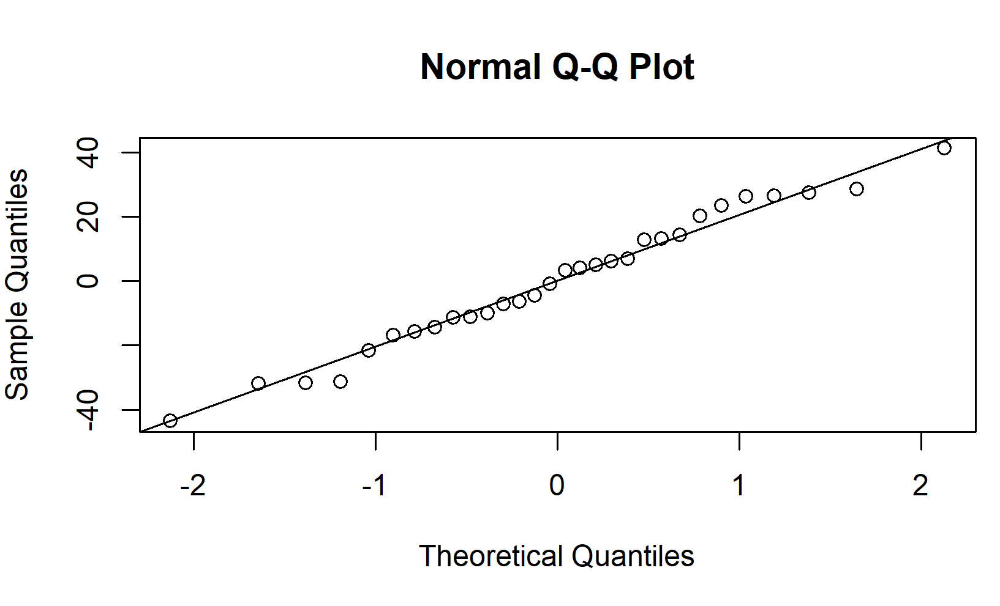 Normal Q-Q Plot
Sample Quantiles
40
20
0
-40
-2 -1 0 1 2
Theoretical Quantiles